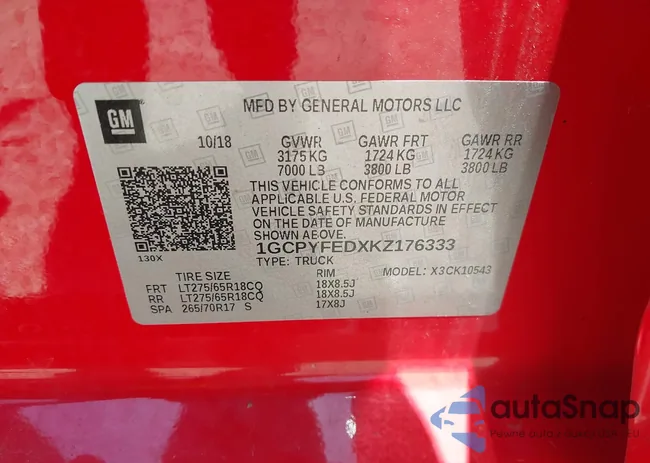 GM
MFD BY GENERAL MOTORS LLC
10/18 GVWR GAWR FRT GAWR RR
3175 KG 1724 KG 1724 KG
7000 LB 3800 LB 3800 LB
THIS VEHICLE CONFORMS TO ALL
APPLICABLE U.S. FEDERAL MOTOR
VEHICLE SAFETY STANDARDS IN EFFECT
ON THE DATE OF MANUFACTURE
SHOWN ABOVE.
1GCPYFEDXKZ176333
130X
TYPE: TRUCK MODEL: X3CK10543
TIRE SIZE RIM
FRT LT275/65R18CQ 18X8.5J
RR LT275/65R18CQ 18X8.5J
SPA 265/70R17 S 17X8J
autaSnap
Pewne auta z